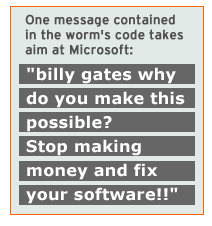 One message contained
in the worm's code takes
aim at Microsoft:
"billy gates why
do you make this
possible?
Stop making
money and fix
your software!!"